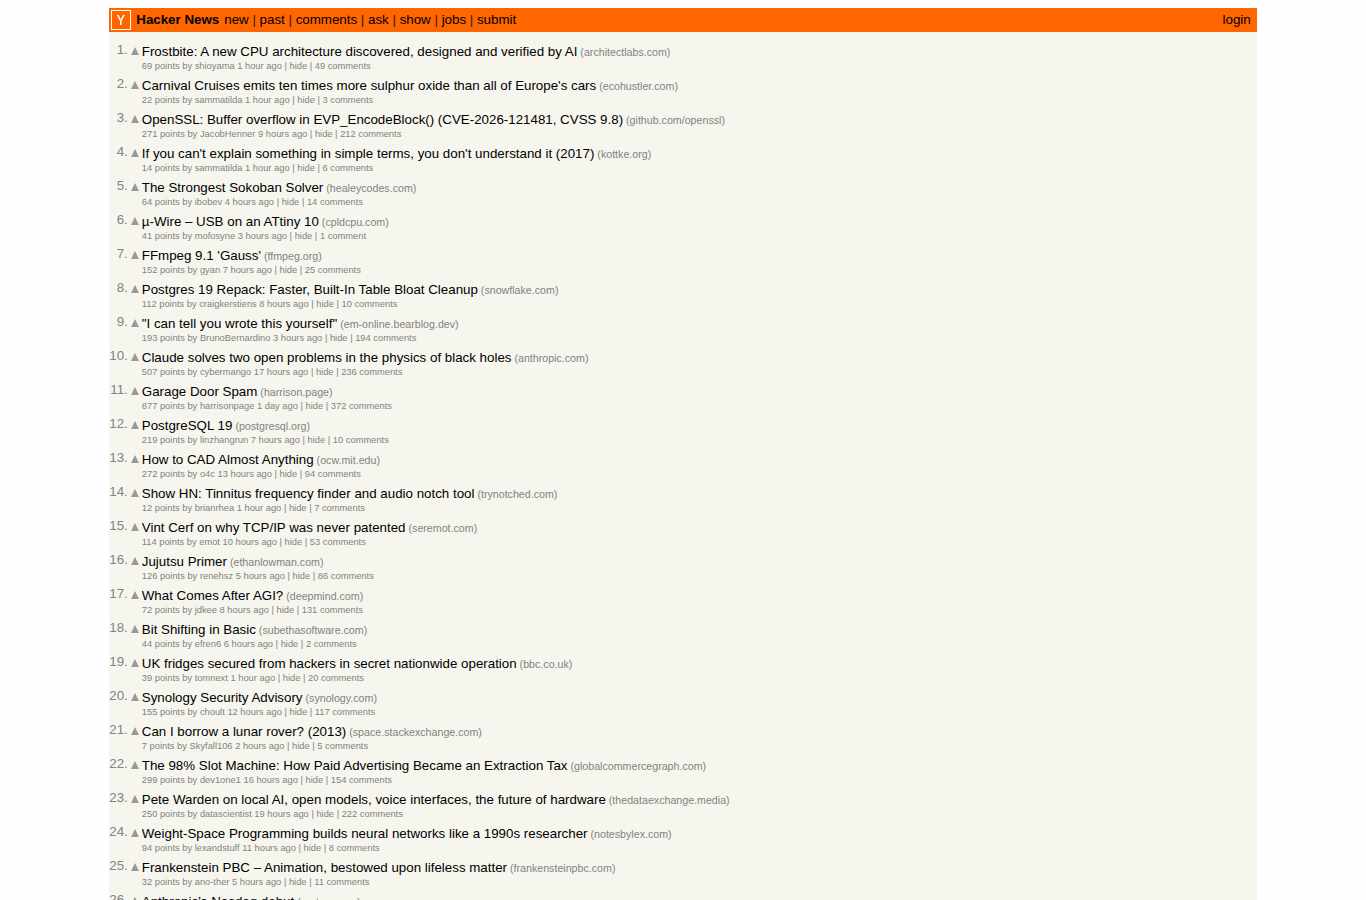 Y Hacker News new | past | comments | ask | show | jobs | submit login
1. ▲ Frostbite: A new CPU architecture discovered, designed and verified by AI (architectlabs.com)
69 points by shioyama 1 hour ago | hide | 49 comments
2. ▲ Carnival Cruises emits ten times more sulphur oxide than all of Europe's cars (ecohustler.com)
22 points by sammatilda 1 hour ago | hide | 3 comments
3. ▲ OpenSSL: Buffer overflow in EVP_EncodeBlock() (CVE-2026-121481, CVSS 9.8) (github.com/openssl)
271 points by JacobHenner 9 hours ago | hide | 212 comments
4. ▲ If you can't explain something in simple terms, you don't understand it (2017) (kottke.org)
14 points by sammatilda 1 hour ago | hide | 6 comments
5. ▲ The Strongest Sokoban Solver (healeycodes.com)
64 points by ibobev 4 hours ago | hide | 14 comments
6. ▲ µ-Wire – USB on an ATtiny 10 (cpldcpu.com)
41 points by mofosyne 3 hours ago | hide | 1 comment
7. ▲ FFmpeg 9.1 'Gauss' (ffmpeg.org)
152 points by gyan 7 hours ago | hide | 25 comments
8. ▲ Postgres 19 Repack: Faster, Built-In Table Bloat Cleanup (snowflake.com)
112 points by craigkerstiens 8 hours ago | hide | 10 comments
9. ▲ "I can tell you wrote this yourself" (em-online.bearblog.dev)
193 points by BrunoBernardino 3 hours ago | hide | 194 comments
10. ▲ Claude solves two open problems in the physics of black holes (anthropic.com)
507 points by cybermango 17 hours ago | hide | 236 comments
11. ▲ Garage Door Spam (harrison.page)
877 points by harrisonpage 1 day ago | hide | 372 comments
12. ▲ PostgreSQL 19 (postgresql.org)
219 points by linzhangrun 7 hours ago | hide | 10 comments
13. ▲ How to CAD Almost Anything (ocw.mit.edu)
272 points by o4c 13 hours ago | hide | 94 comments
14. ▲ Show HN: Tinnitus frequency finder and audio notch tool (trynotched.com)
12 points by brianrhea 1 hour ago | hide | 7 comments
15. ▲ Vint Cerf on why TCP/IP was never patented (seremot.com)
114 points by emot 10 hours ago | hide | 53 comments
16. ▲ Jujutsu Primer (ethanlowman.com)
126 points by renehsz 5 hours ago | hide | 86 comments
17. ▲ What Comes After AGI? (deepmind.com)
72 points by jdkee 8 hours ago | hide | 131 comments
18. ▲ Bit Shifting in Basic (subethasoftware.com)
44 points by efren6 6 hours ago | hide | 2 comments
19. ▲ UK fridges secured from hackers in secret nationwide operation (bbc.co.uk)
39 points by tomnext 1 hour ago | hide | 20 comments
20. ▲ Synology Security Advisory (synology.com)
155 points by choult 12 hours ago | hide | 117 comments
21. ▲ Can I borrow a lunar rover? (2013) (space.stackexchange.com)
7 points by Skyfall106 2 hours ago | hide | 5 comments
22. ▲ The 98% Slot Machine: How Paid Advertising Became an Extraction Tax (globalcommercegraph.com)
299 points by dev1one1 16 hours ago | hide | 154 comments
23. ▲ Pete Warden on local AI, open models, voice interfaces, the future of hardware (thedataexchange.media)
250 points by datascientist 19 hours ago | hide | 222 comments
24. ▲ Weight-Space Programming builds neural networks like a 1990s researcher (notesbylex.com)
94 points by lexandstuff 11 hours ago | hide | 8 comments
25. ▲ Frankenstein PBC – Animation, bestowed upon lifeless matter (frankensteinpbc.com)
32 points by ano-ther 5 hours ago | hide | 11 comments
26. ▲ Anthropic's Nasdaq debut